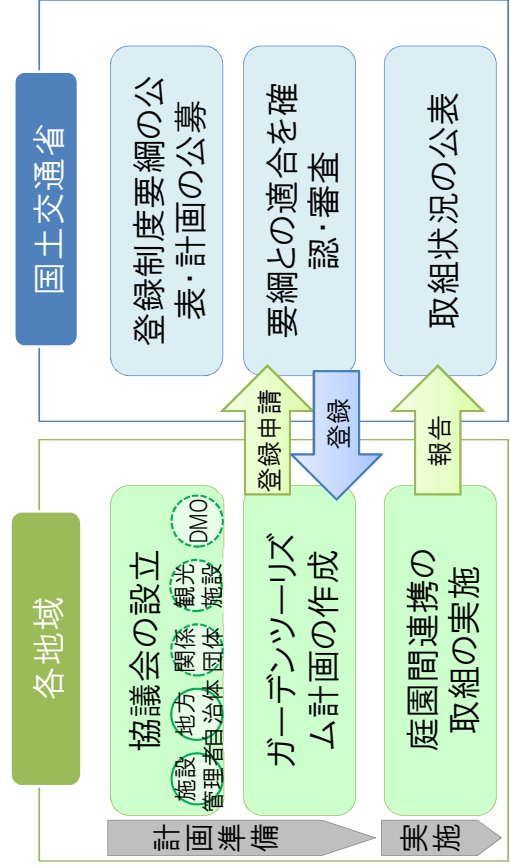 各地域
国土交通省
計画準備
実施
協議会の設立
施設
管理者
地方
自治体
関係
団体
観光
施設
DMO
ガーデンツーリズ
ム計画の作成
庭園間連携の
取組の実施
登録申請
登録
報告
登録制度要綱の公
表・計画の公募
要綱との適合を確
認・審査
取組状況の公表